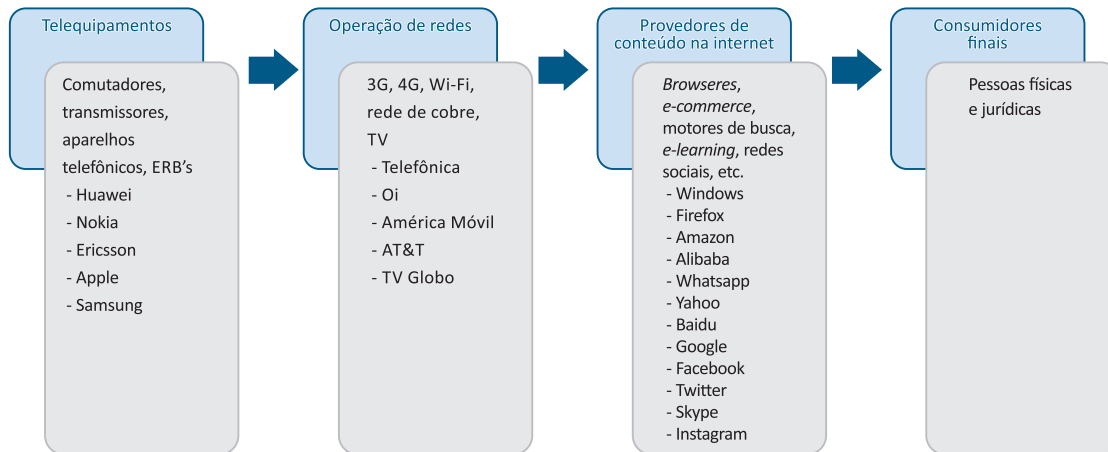 Telequipamentos
Comutadores,
transmissores,
aparelhos
telefônicos, ERB’s
- Huawei
- Nokia
- Ericsson
- Apple
- Samsung
Operação de redes
3G, 4G, Wi-Fi,
rede de cobre,
TV
- Telefônica
- Oi
- América Móvil
- AT&T
- TV Globo
Provedores de
conteúdo na internet
Browseres,
e-commerce,
motores de busca,
e-learning, redes
sociais, etc.
- Windows
- Firefox
- Amazon
- Alibaba
- Whatsapp
- Yahoo
- Baidu
- Google
- Facebook
- Twitter
- Skype
- Instagram
Consumidores
finais
Pessoas físicas
e jurídicas